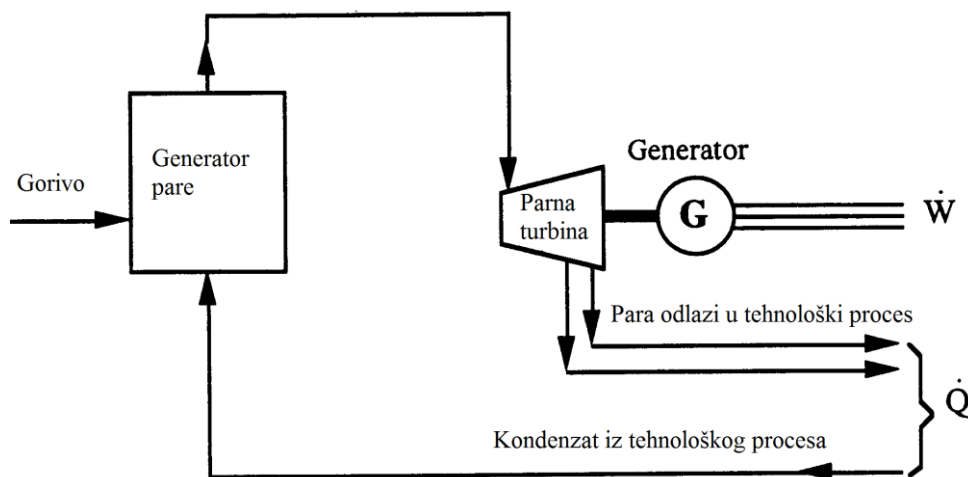 Generator
pare
Gorivo
Generator
Parna
turbina
G
Ẇ
Para odlazi u tehnološki proces
Q̇
Kondenzat iz tehnološkog procesa